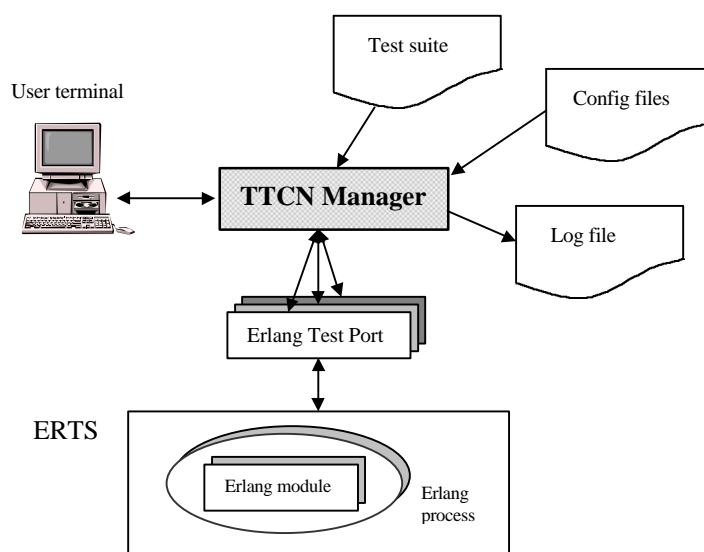 Test suite
User terminal
Config files
TTCN Manager
Log file
Erlang Test Port
ERTS
Erlang module
Erlang
process